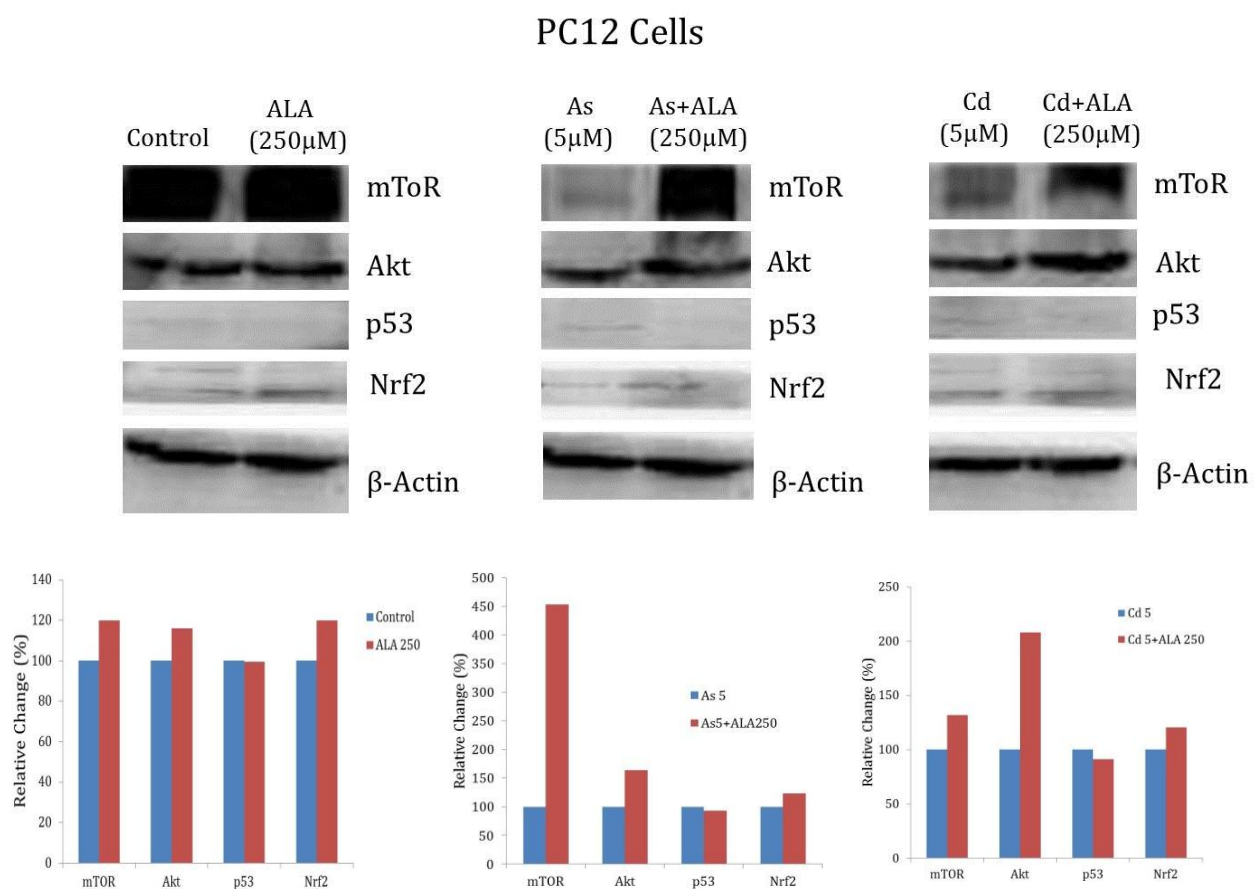 PC12 Cells
Control
ALA
(250μM)
mToR
Akt
p53
Nrf2
β-Actin
As
(5μM)
As+ALA
(250μM)
mToR
Akt
p53
Nrf2
β-Actin
Cd
(5μM)
Cd+ALA
(250μM)
mToR
Akt
p53
Nrf2
β-Actin
Relative Change (%)
140
120
100
80
60
40
20
0
mTOR Akt p53 Nrf2
Control
ALA 250
Relative Change (%)
500
450
400
350
300
250
200
150
100
50
0
mTOR Akt p53 Nrf2
As 5
As5+ALA250
Relative Change (%)
250
200
150
100
50
0
mTOR Akt p53 Nrf2
Cd 5
Cd 5+ALA 250